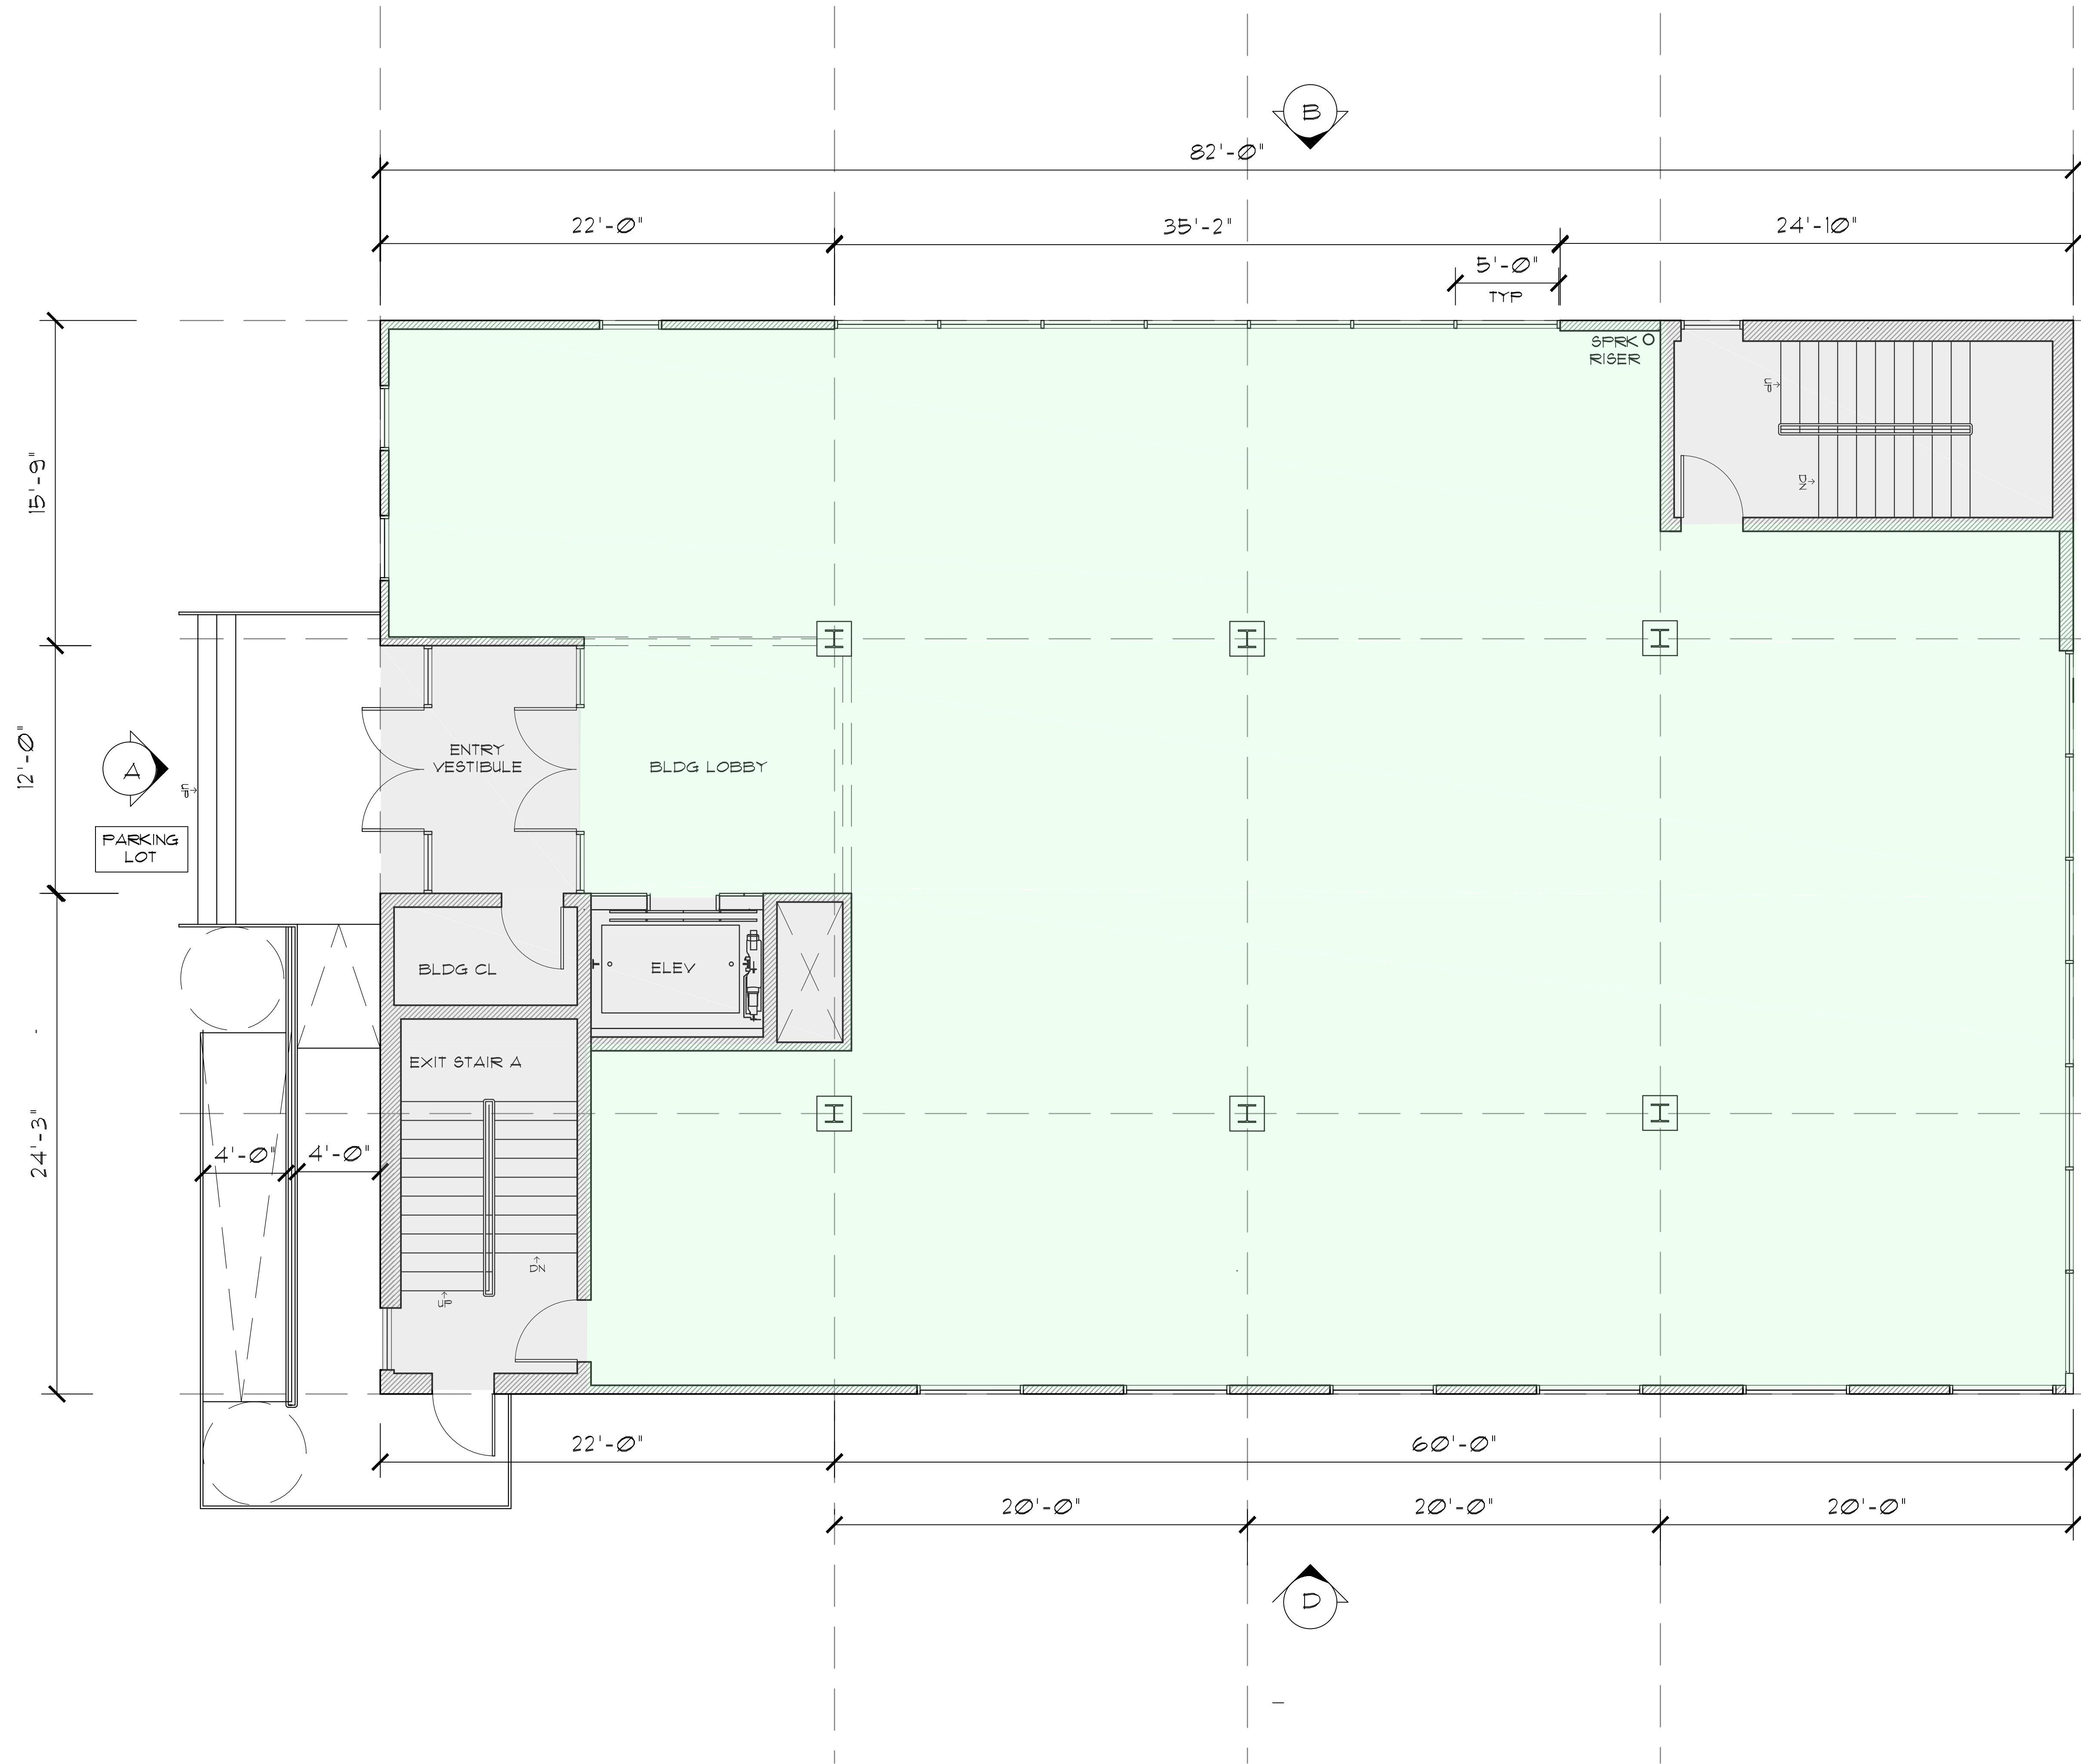 B
82'-0"
22'-0"
35'-2"
24'-10"
5'-0"
TYP
SPRK
RISER
UP
DN
15'-9"
12'-0"
24'-3"
A
UP
PARKING
LOT
ENTRY
VESTIBULE
BLDG LOBBY
BLDG CL
ELEV
EXIT STAIR A
4'-0"
4'-0"
DN
UP
22'-0"
60'-0"
20'-0"
20'-0"
20'-0"
D